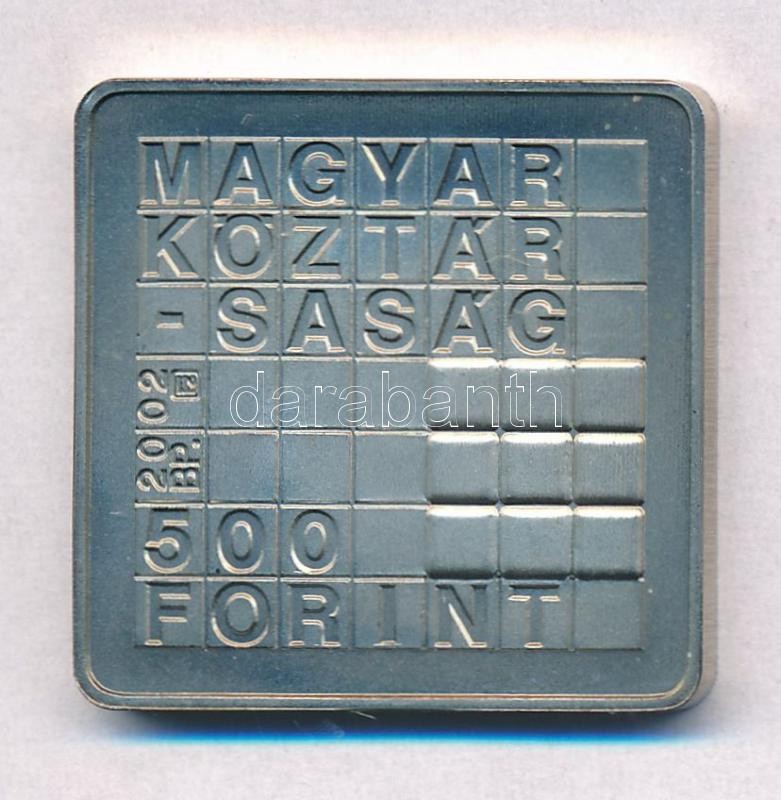 MAGYAR
KÖZTÁR
-SASÁG
2002
BP.
500
FORINT
darabanth